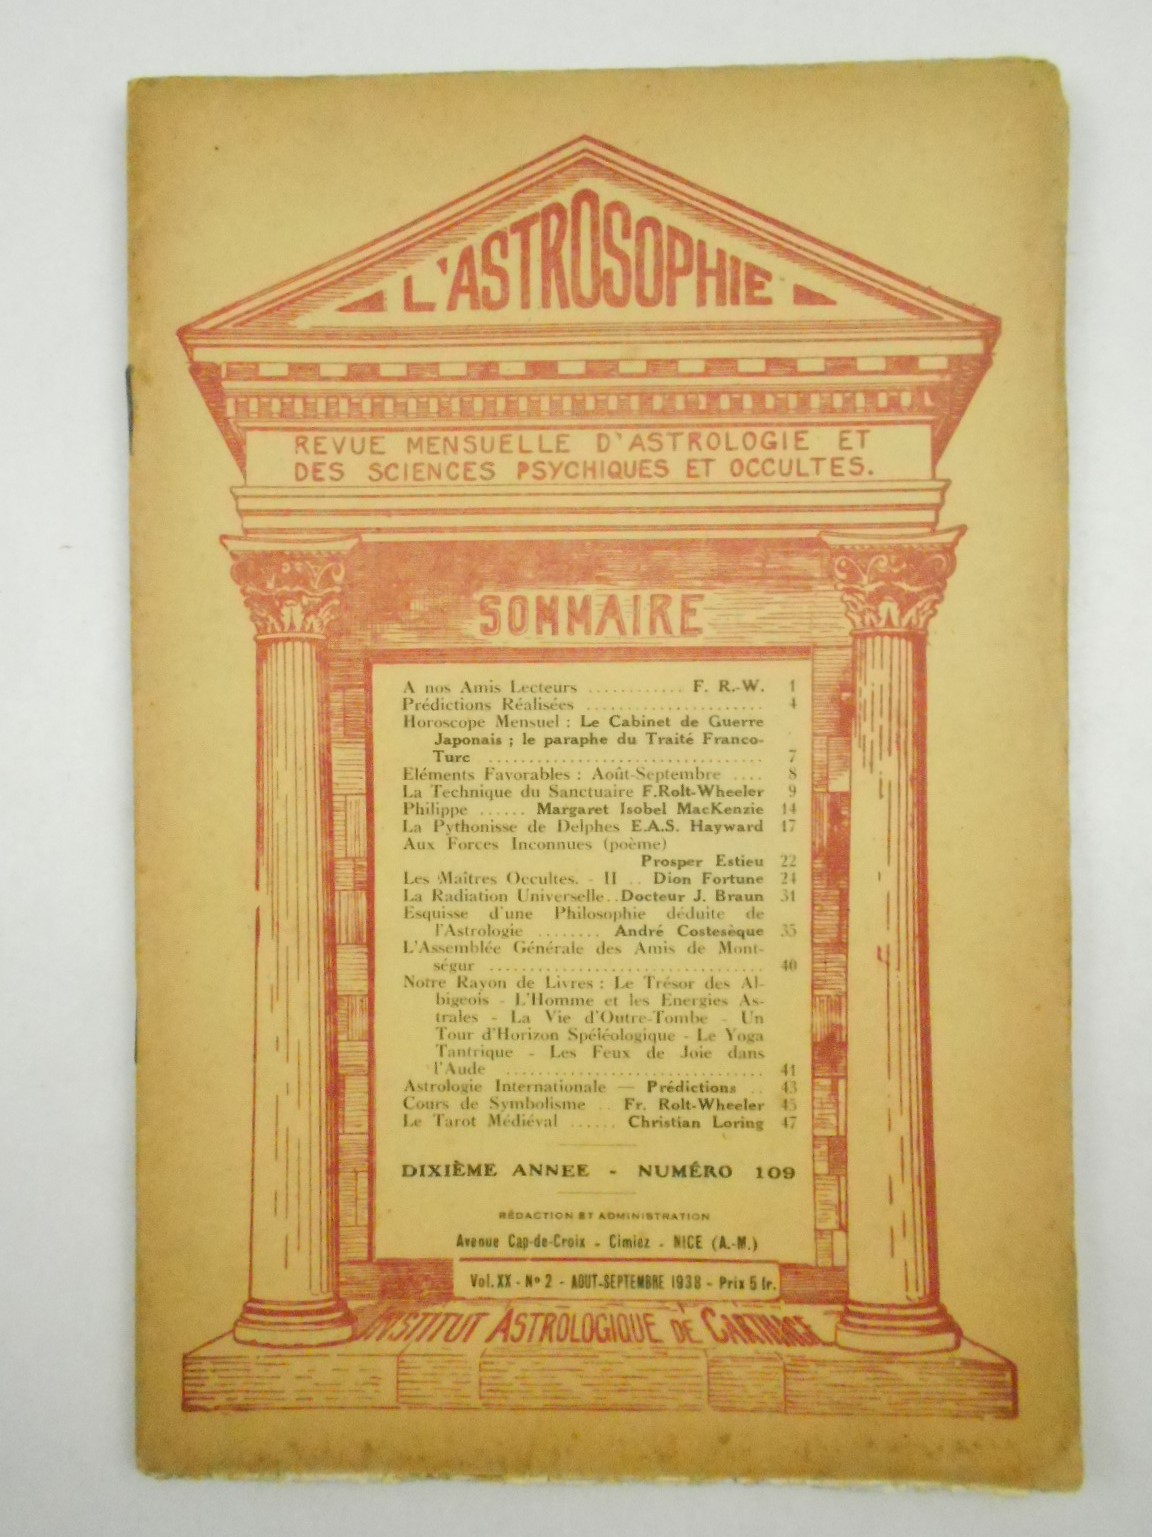 L'ASTROSOPHIE
REVUE MENSUELLE D'ASTROLOGIE ET
DES SCIENCES PSYCHIQUES ET OCCULTES.
SOMMAIRE
A nos Amis Lecteurs ............ F. R.-W. 1
Prédictions Réalisées ...................... 4
Horoscope Mensuel : Le Cabinet de Guerre
Japonais ; le paraphe du Traité Franco-
Turc .................................. 7
Eléments Favorables : Août-Septembre .... 8
La Technique du Sanctuaire F.Rolt-Wheeler 9
Philippe ...... Margaret Isobel MacKenzie 14
La Pythonisse de Delphes E.A.S. Hayward 17
Aux Forces Inconnues (poème)
Prosper Estieu 22
Les Maîtres Occultes. - II .. Dion Fortune 24
La Radiation Universelle..Docteur J. Braun 31
Esquisse d'une Philosophie déduite de
l'Astrologie ........ André Costesèque 35
L'Assemblée Générale des Amis de Mont-
ségur .................................. 40
Notre Rayon de Livres : Le Trésor des Al-
bigeois - L'Homme et les Energies As-
trales - La Vie d'Outre-Tombe - Un
Tour d'Horizon Spéléologique - Le Yoga
Tantrique - Les Feux de Joie dans
l'Aude ................................ 41
Astrologie Internationale — Prédictions .. 43
Cours de Symbolisme .. Fr. Rolt-Wheeler 45
Le Tarot Médiéval ...... Christian Loring 47
DIXIÈME ANNEE - NUMÉRO 109
RÉDACTION ET ADMINISTRATION
Avenue Cap-de-Croix - Cimiez - NICE (A.-M.)
Vol. XX - N° 2 - AOUT-SEPTEMBRE 1938 - Prix 5 fr.
INSTITUT ASTROLOGIQUE DE CARTHAGE